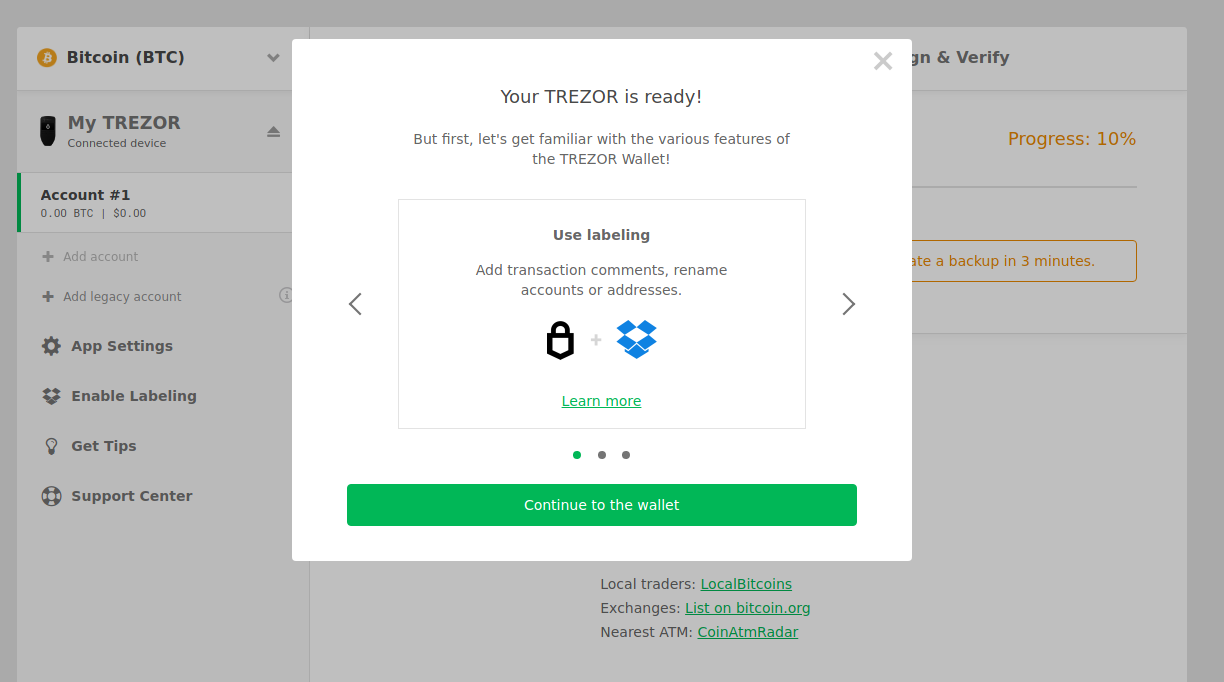 Bitcoin (BTC)
My TREZOR
Connected device
Account #1
0.00 BTC | $0.00
Add account
Add legacy account
App Settings
Enable Labeling
Get Tips
Support Center
Your TREZOR is ready!
But first, let's get familiar with the various features of
the TREZOR Wallet!
Use labeling
Add transaction comments, rename
accounts or addresses.
Learn more
Continue to the wallet
gn & Verify
Progress: 10%
ate a backup in 3 minutes.
Local traders: LocalBitcoins
Exchanges: List on bitcoin.org
Nearest ATM: CoinAtmRadar